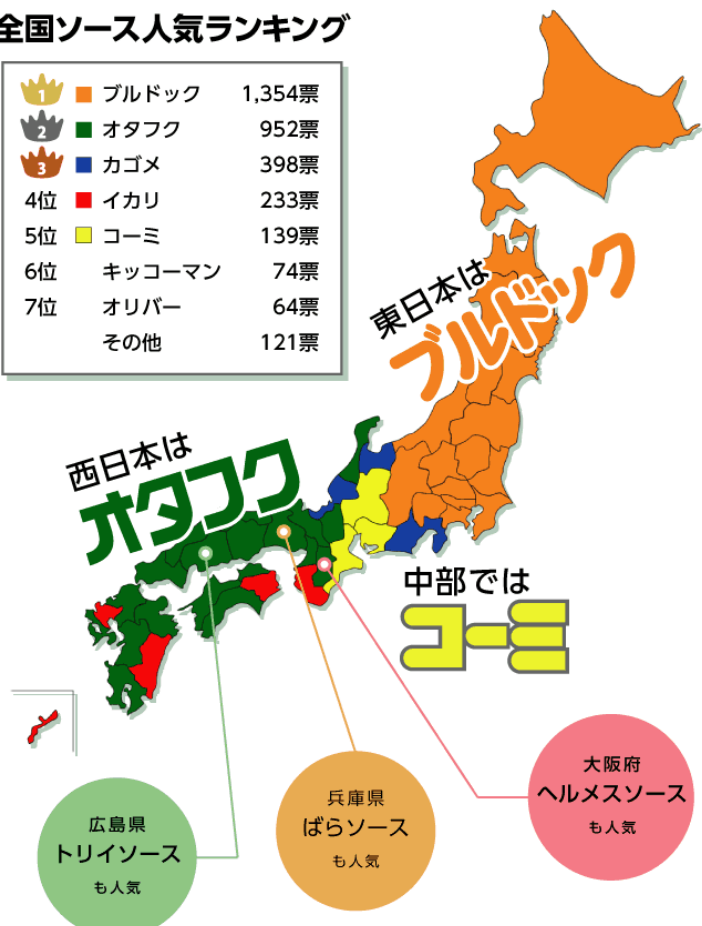 全国ソース人気ランキング
1 ブルドック 1,354票
2 オタフク 952票
3 カゴメ 398票
4位 イカリ 233票
5位 コーミ 139票
6位 キッコーマン 74票
7位 オリバー 64票
その他 121票
東日本は
ブルドック
西日本は
オタフク
中部では
コーミ
大阪府
ヘルメスソース
も人気
兵庫県
ばらソース
も人気
広島県
トリイソース
も人気